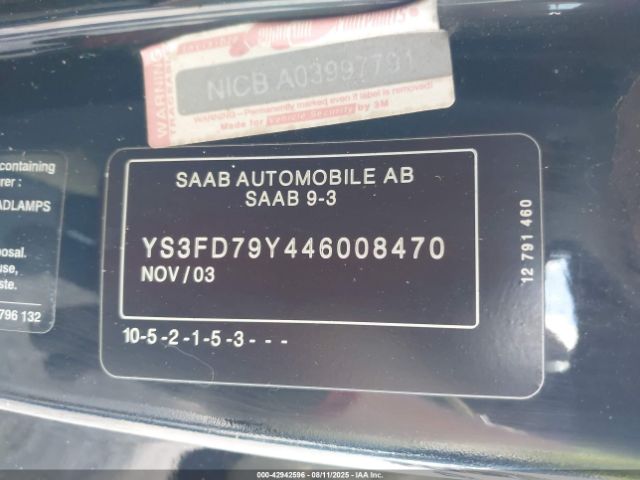 WARNING
NICB A03997791
WARNING - Permanently marked even if label is removed!
Made for Vehicle Security by 3M
SAAB AUTOMOBILE AB
SAAB 9-3
YS3FD79Y446008470
NOV / 03
10-5-2-1-5-3- - -
12 791 460
containing
rer :
ADLAMPS
osal.
use,
ste.
796 132
000-42942596 - 08/11/2025 - IAA Inc.